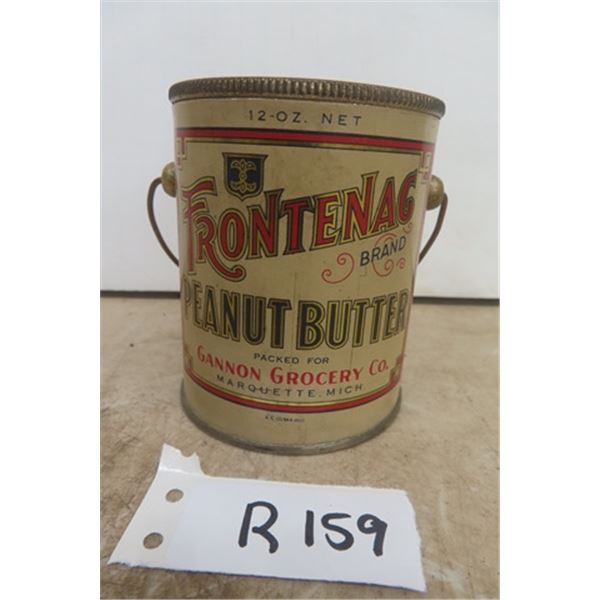 12-OZ. NET
FRONTENAC
BRAND
PEANUT BUTTER
PACKED FOR
GANNON GROCERY CO.
MARQUETTE, MICH.
R 159